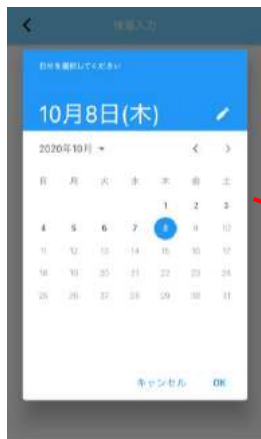 検温入力
日付を選択してください
10月8日(木)
2020年10月
日 月 火 水 木 金 土
1 2 3
4 5 6 7 8 9 10
11 12 13 14 15 16 17
18 19 20 21 22 23 24
25 26 27 28 29 30 31
キャンセル OK